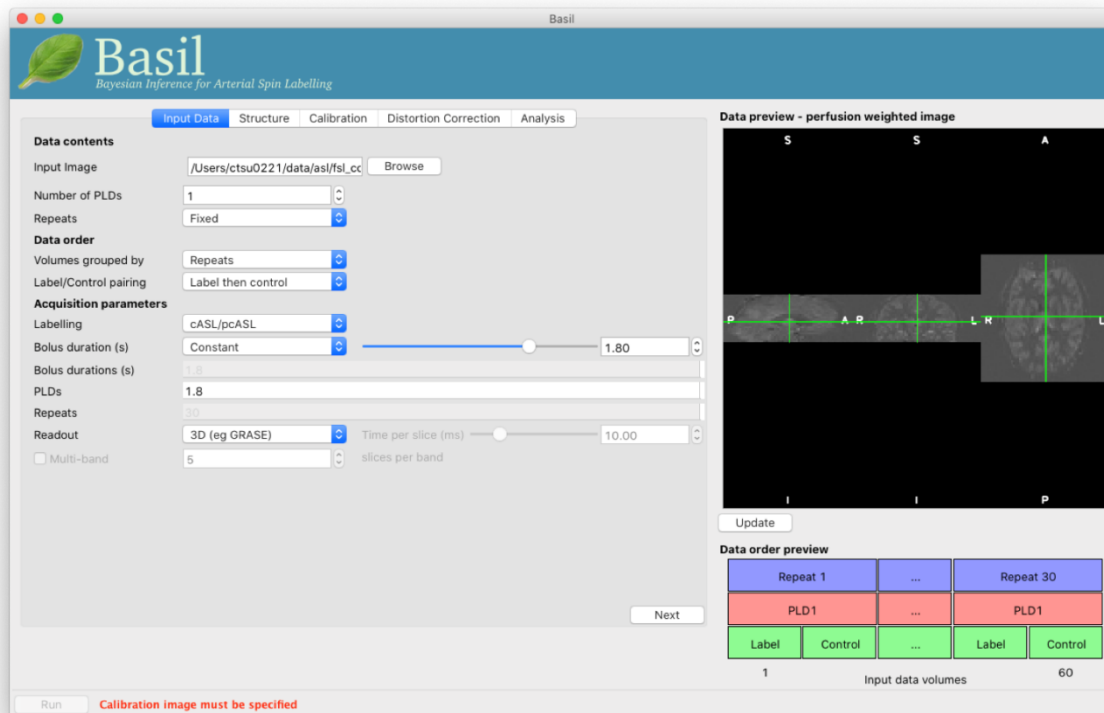 Basil
Basil
Bayesian Inference for Arterial Spin Labelling
Input Data Structure Calibration Distortion Correction Analysis
Data contents
Input Image /Users/ctsu0221/data/asl/fsl_cc Browse
Number of PLDs 1
Repeats Fixed
Data order
Volumes grouped by Repeats
Label/Control pairing Label then control
Acquisition parameters
Labelling cASL/pcASL
Bolus duration (s) Constant 1.80
Bolus durations (s) 1.8
PLDs 1.8
Repeats 30
Readout 3D (eg GRASE) Time per slice (ms) 10.00
Multi-band 5 slices per band
Next
Data preview - perfusion weighted image
S S A
P A R L R L
I I P
Update
Data order preview
Repeat 1 ... Repeat 30
PLD1 ... PLD1
Label Control ... Label Control
1 Input data volumes 60
Run Calibration image must be specified